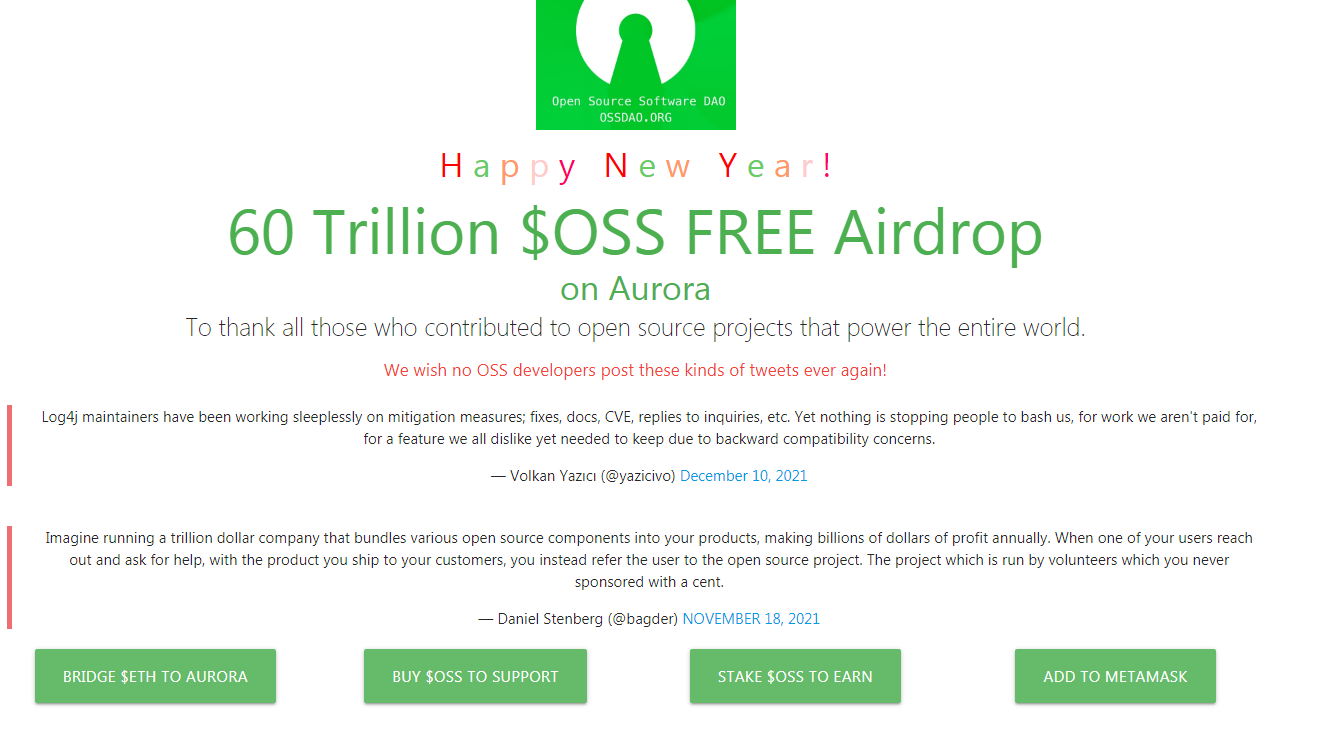 Open Source Software DAO
OSSDAO.ORG
Happy New Year!
60 Trillion $OSS FREE Airdrop
on Aurora
To thank all those who contributed to open source projects that power the entire world.
We wish no OSS developers post these kinds of tweets ever again!
Log4j maintainers have been working sleeplessly on mitigation measures; fixes, docs, CVE, replies to inquiries, etc. Yet nothing is stopping people to bash us, for work we aren't paid for,
for a feature we all dislike yet needed to keep due to backward compatibility concerns.
— Volkan Yazıcı (@yazicivo) December 10, 2021
Imagine running a trillion dollar company that bundles various open source components into your products, making billions of dollars of profit annually. When one of your users reach
out and ask for help, with the product you ship to your customers, you instead refer the user to the open source project. The project which is run by volunteers which you never
sponsored with a cent.
— Daniel Stenberg (@bagder) NOVEMBER 18, 2021
BRIDGE $ETH TO AURORA
BUY $OSS TO SUPPORT
STAKE $OSS TO EARN
ADD TO METAMASK